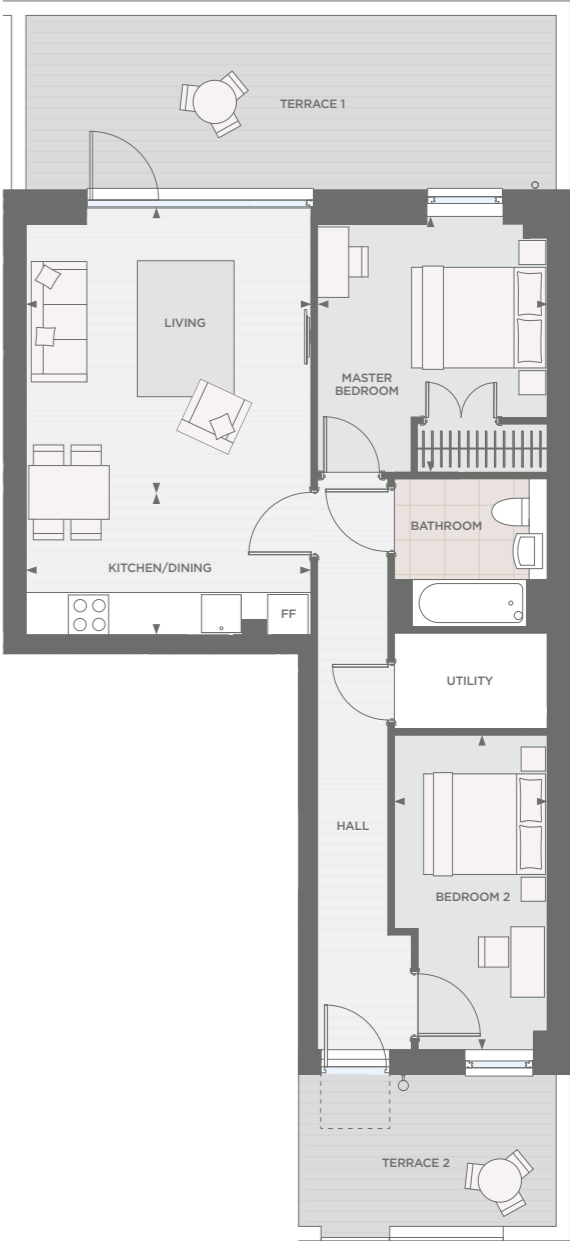 TERRACE 1
LIVING
MASTER
BEDROOM
BATHROOM
KITCHEN/DINING
FF
UTILITY
HALL
BEDROOM 2
TERRACE 2